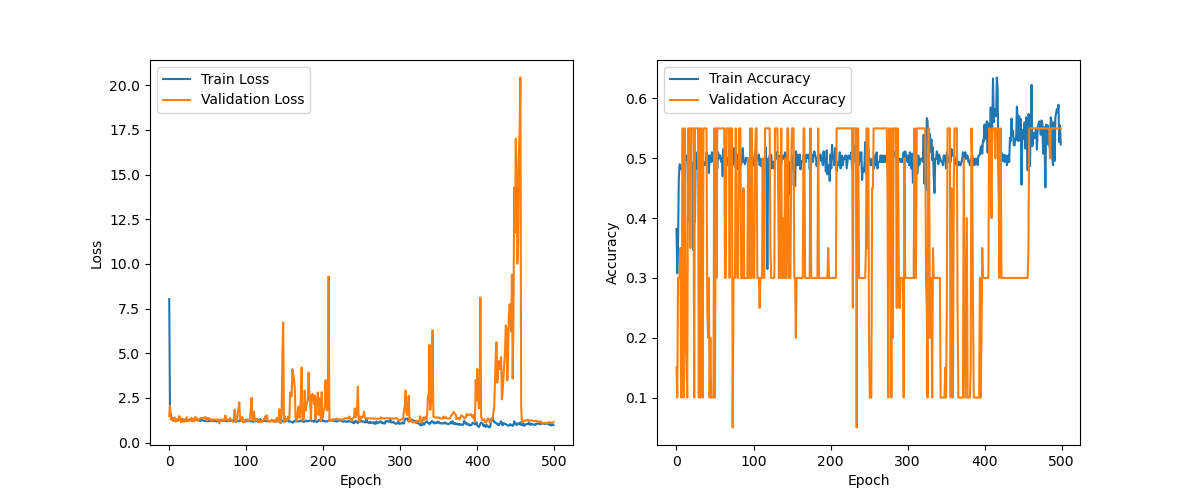 Train Loss
Validation Loss
20.0
17.5
15.0
12.5
10.0
7.5
5.0
2.5
0.0
Loss
0 100 200 300 400 500
Epoch
Train Accuracy
Validation Accuracy
0.6
0.5
0.4
0.3
0.2
0.1
Accuracy
0 100 200 300 400 500
Epoch